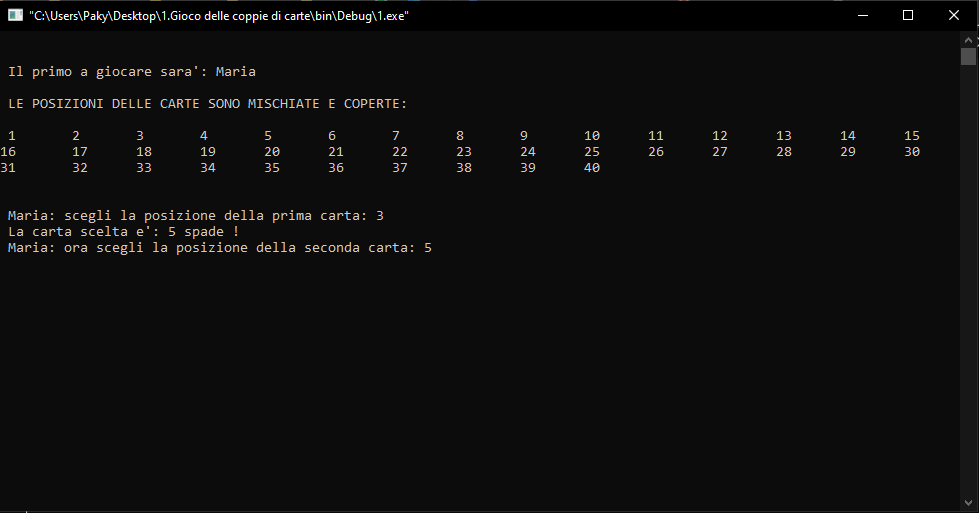 "C:\Users\Paky\Desktop\1.Gioco delle coppie di carte\bin\Debug\1.exe"
Il primo a giocare sara': Maria
LE POSIZIONI DELLE CARTE SONO MISCHIATE E COPERTE:
1 2 3 4 5 6 7 8 9 10 11 12 13 14 15
16 17 18 19 20 21 22 23 24 25 26 27 28 29 30
31 32 33 34 35 36 37 38 39 40
Maria: scegli la posizione della prima carta: 3
La carta scelta e': 5 spade !
Maria: ora scegli la posizione della seconda carta: 5